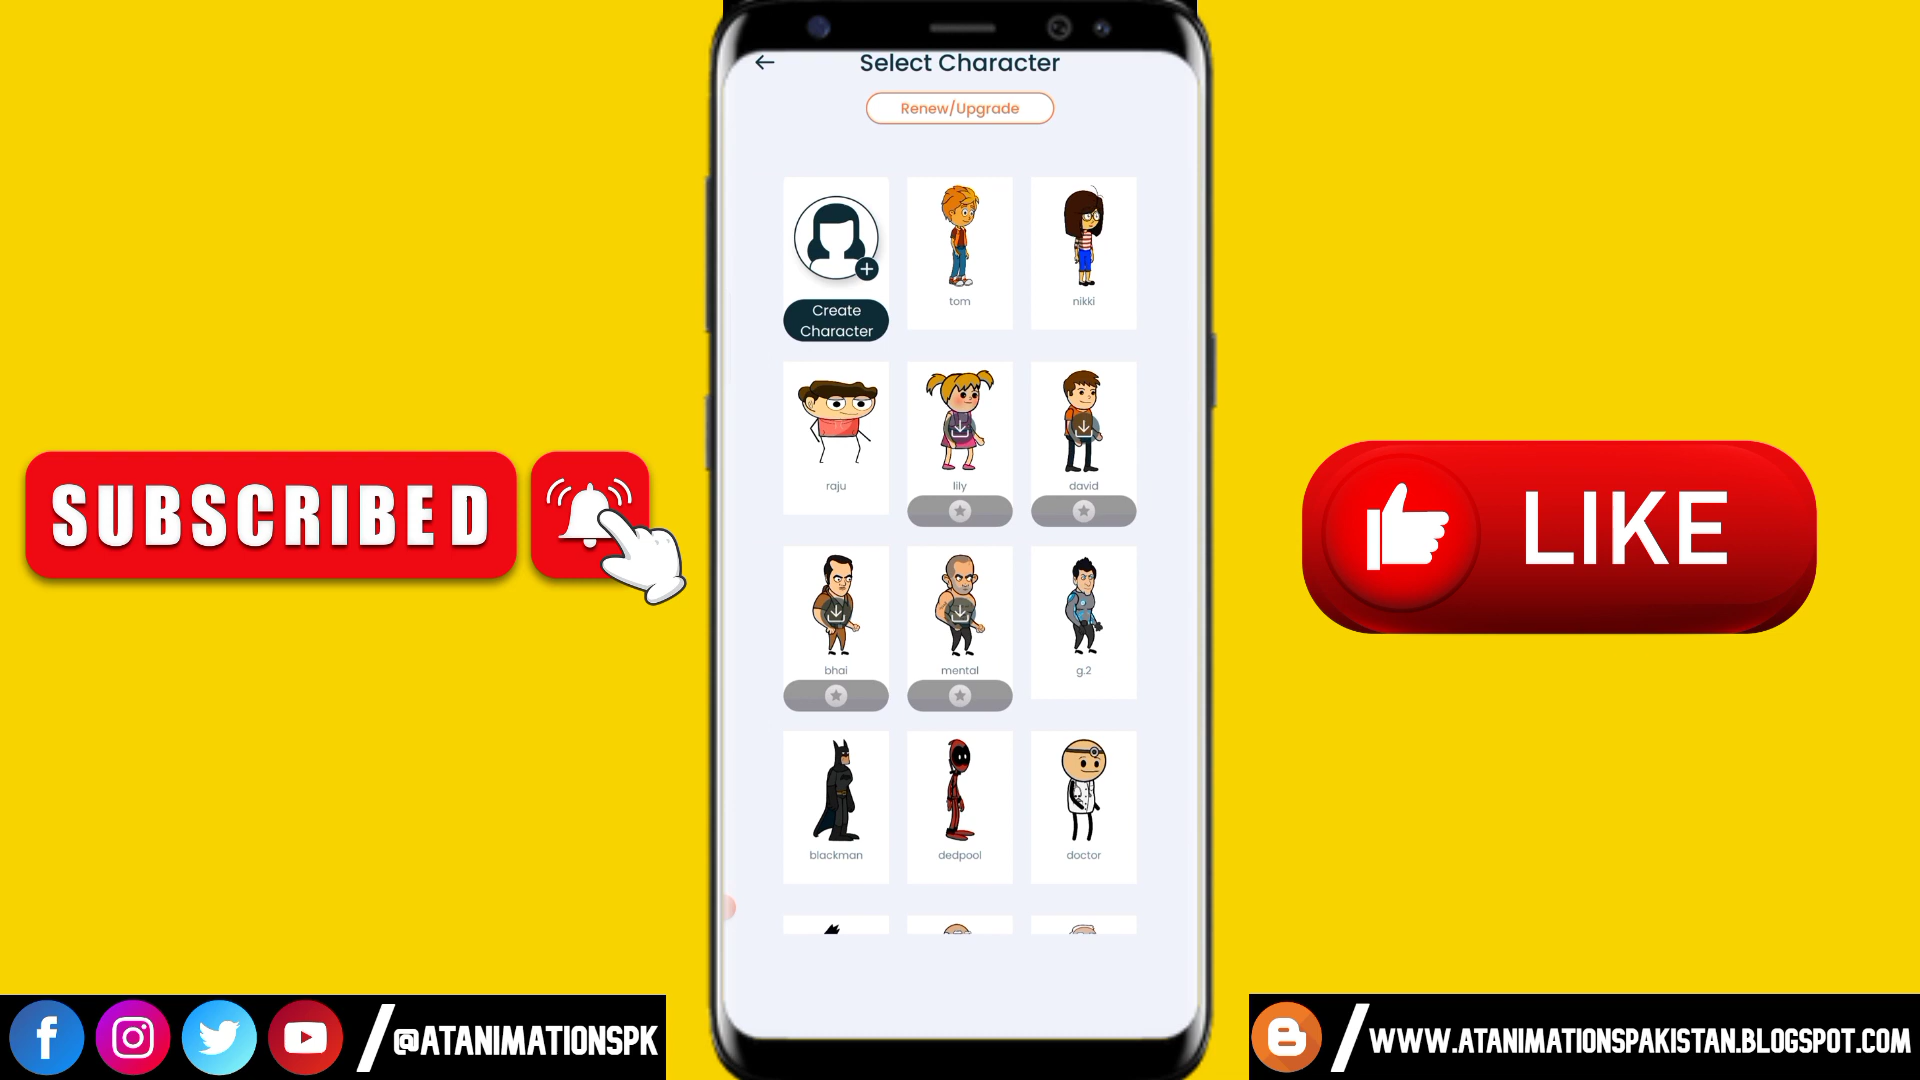 Select Character
Renew/Upgrade
Create
Character
tom
nikki
raju
lily
david
bhai
mental
g.2
blackman
dedpool
doctor
SUBSCRIBED
LIKE
/@ATANIMATIONSPK
/WWW.ATANIMATIONSPAKISTAN.BLOGSPOT.COM